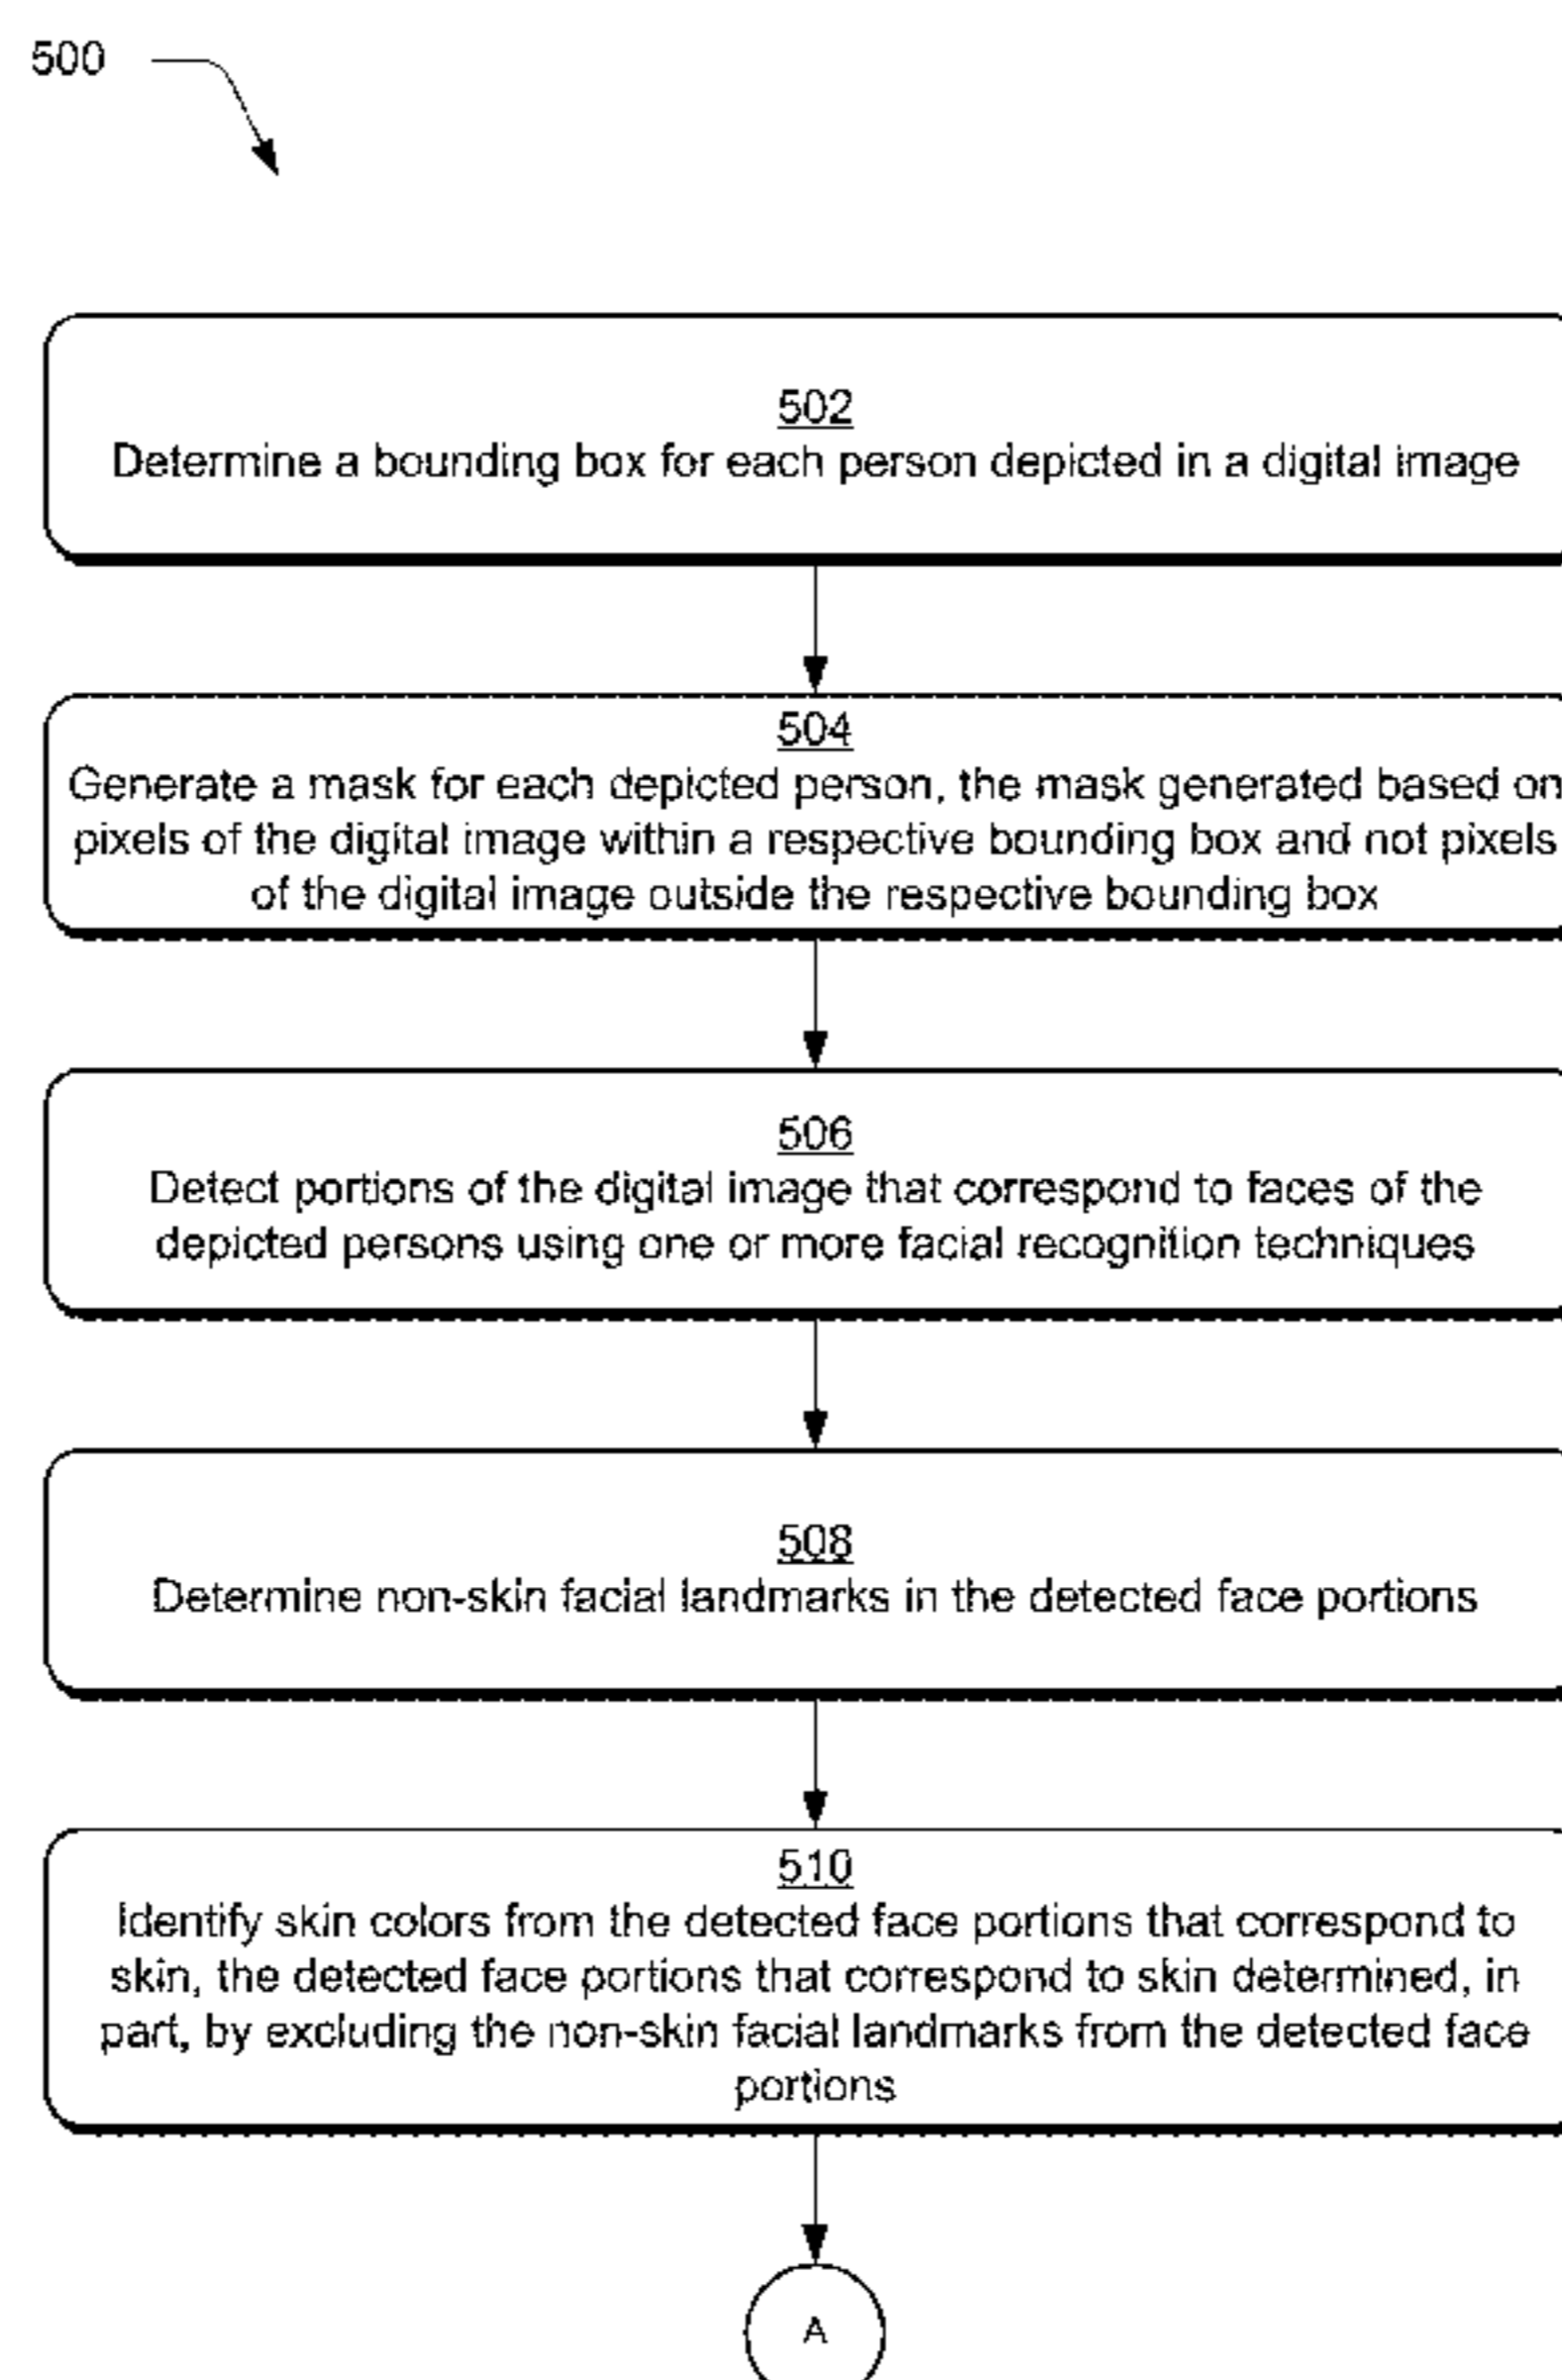 500
502
Determine a bounding box for each person depicted in a digital image
504
Generate a mask for each depicted person, the mask generated based on
pixels of the digital image within a respective bounding box and not pixels
of the digital image outside the respective bounding box
506
Detect portions of the digital image that correspond to faces of the
depicted persons using one or more facial recognition techniques
508
Determine non-skin facial landmarks in the detected face portions
510
Identify skin colors from the detected face portions that correspond to
skin, the detected face portions that correspond to skin determined, in
part, by excluding the non-skin facial landmarks from the detected face
portions
A